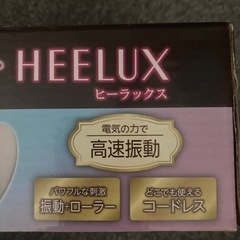 HEELUX
ヒーラックス
電気の力で
高速振動
パワフルな刺激
振動+ローラー
どこでも使える
コードレス